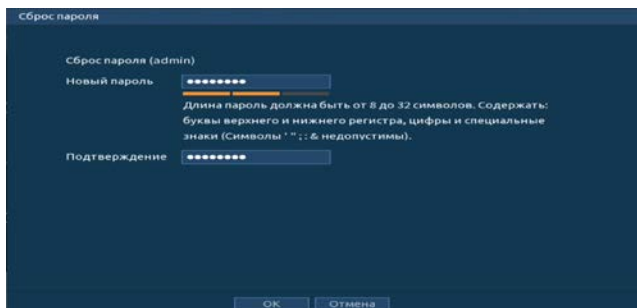 Сброс пароля
Сброс пароля (admin)
Новый пароль ●●●●●●●●
Длина пароль должна быть от 8 до 32 символов. Содержать:
буквы верхнего и нижнего регистра, цифры и специальные
знаки (Символы ' " ; : & недопустимы).
Подтверждение ●●●●●●●●
OK Отмена